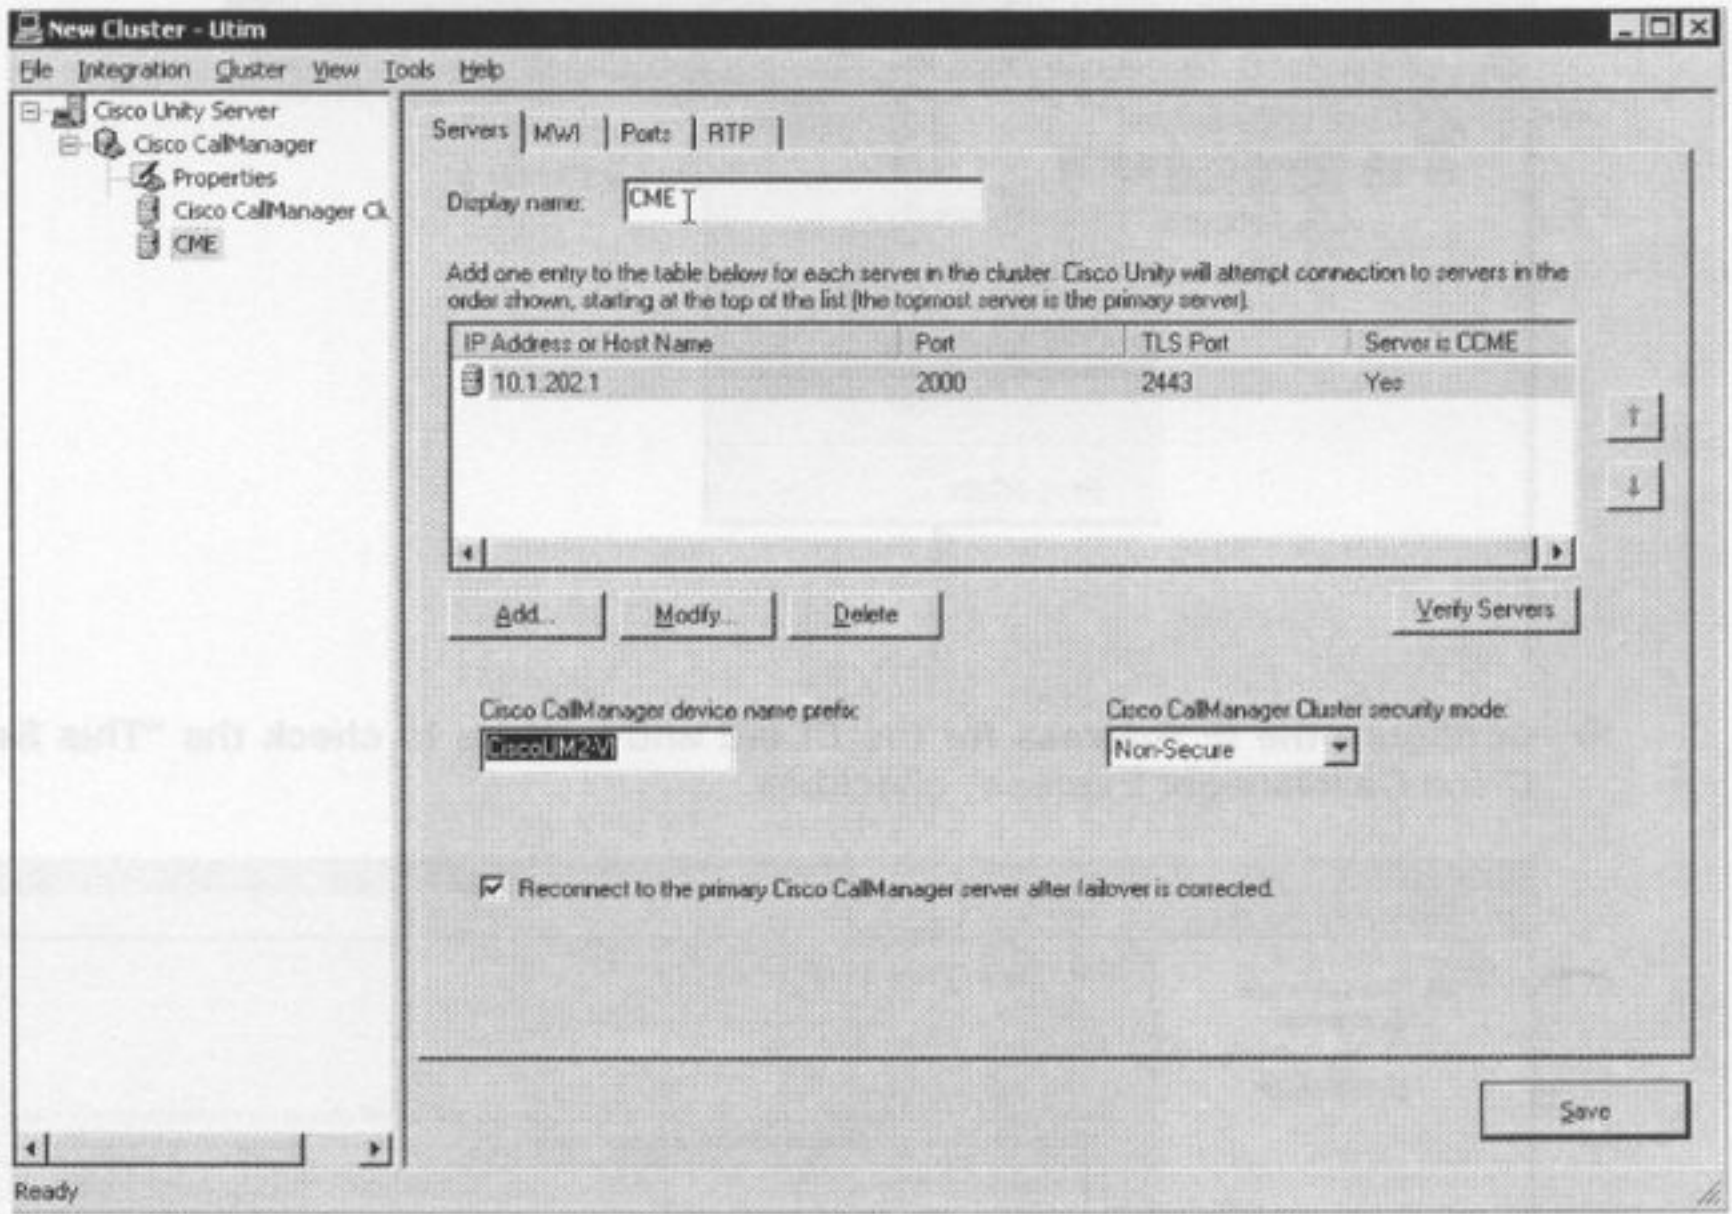 New Cluster - Utim
File Integration Cluster View Tools Help
Cisco Unity Server
Cisco CallManager
Properties
Cisco CallManager Cl
CME
Servers MWI Ports RTP
Display name: CME
Add one entry to the table below for each server in the cluster. Cisco Unity will attempt connection to servers in the
order shown, starting at the top of the list (the topmost server is the primary server).
IP Address or Host Name Port TLS Port Server is CCME
10.1.202.1 2000 2443 Yes
Add... Modify... Delete Verify Servers
Cisco CallManager device name prefix: Cisco CallManager Cluster security mode:
CiscoUM2-VI Non-Secure
Reconnect to the primary Cisco CallManager server after failover is corrected.
Save
Ready